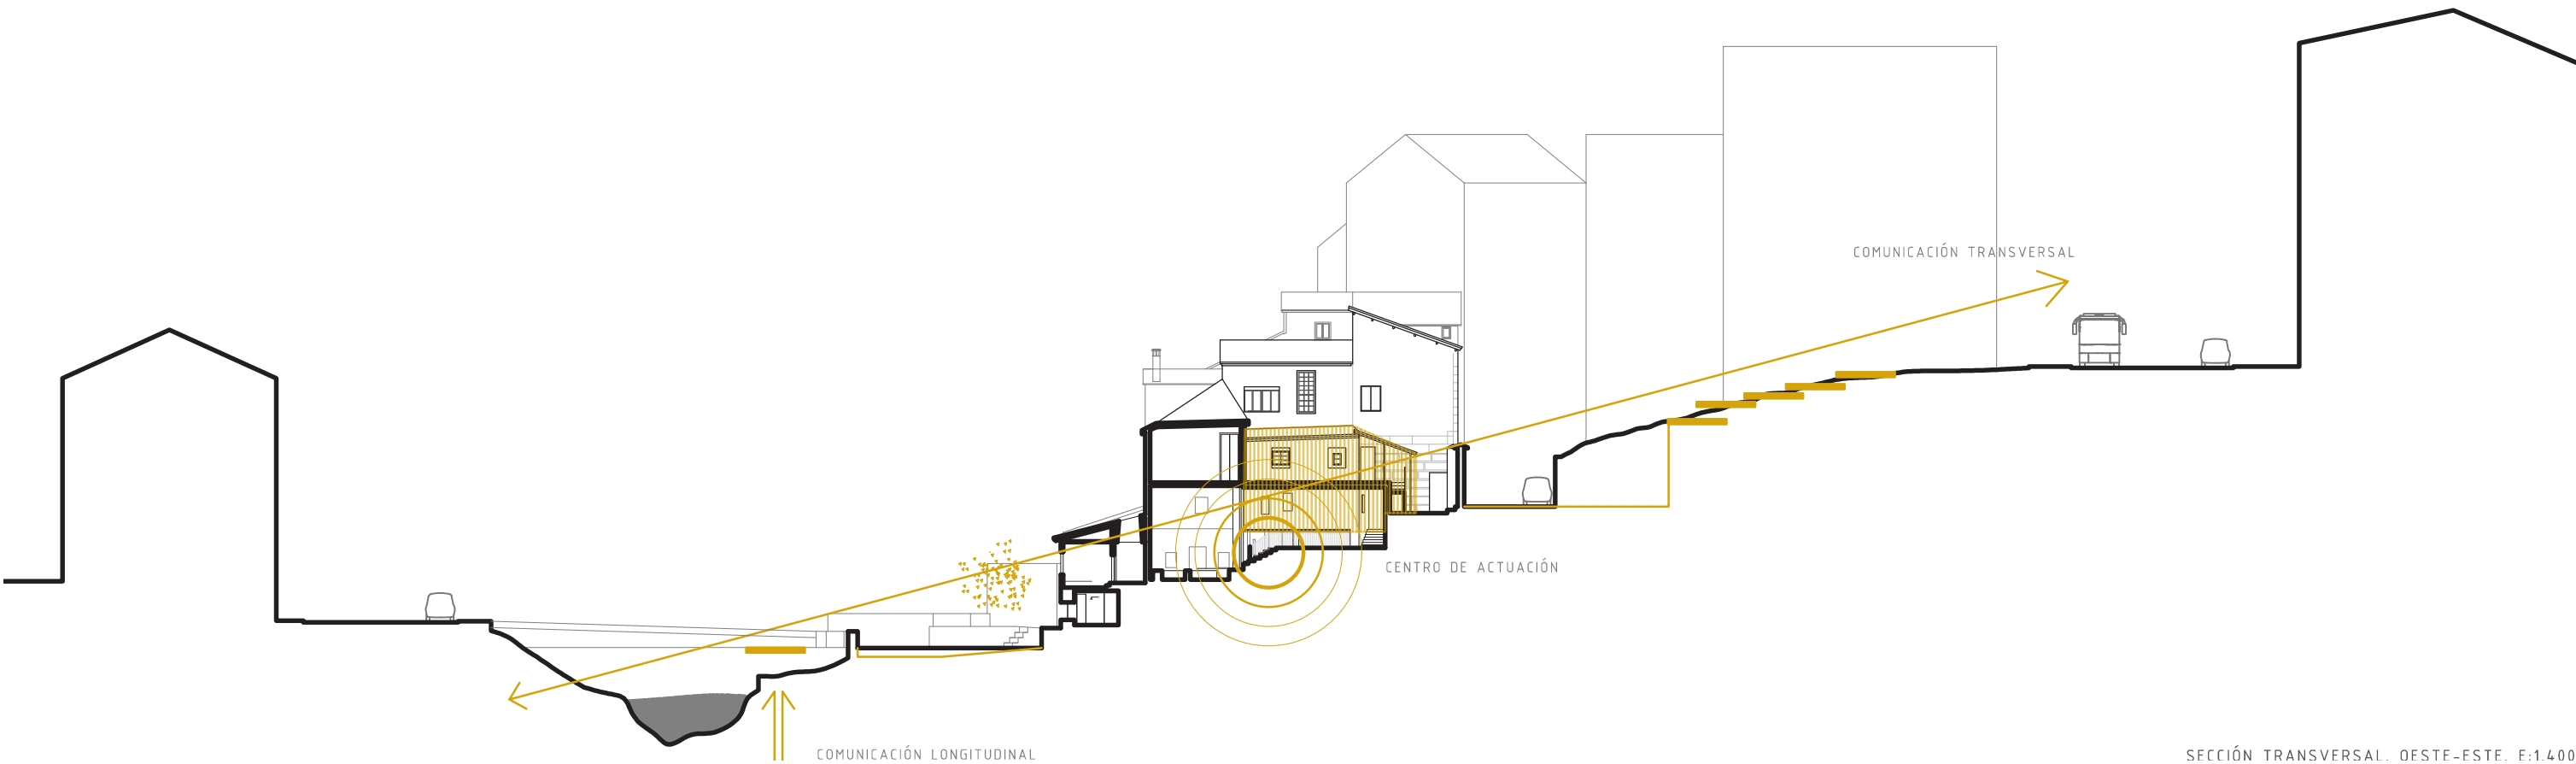 COMUNICACIÓN TRANSVERSAL
CENTRO DE ACTUACIÓN
COMUNICACIÓN LONGITUDINAL
SECCIÓN TRANSVERSAL. OESTE-ESTE. E:1.400